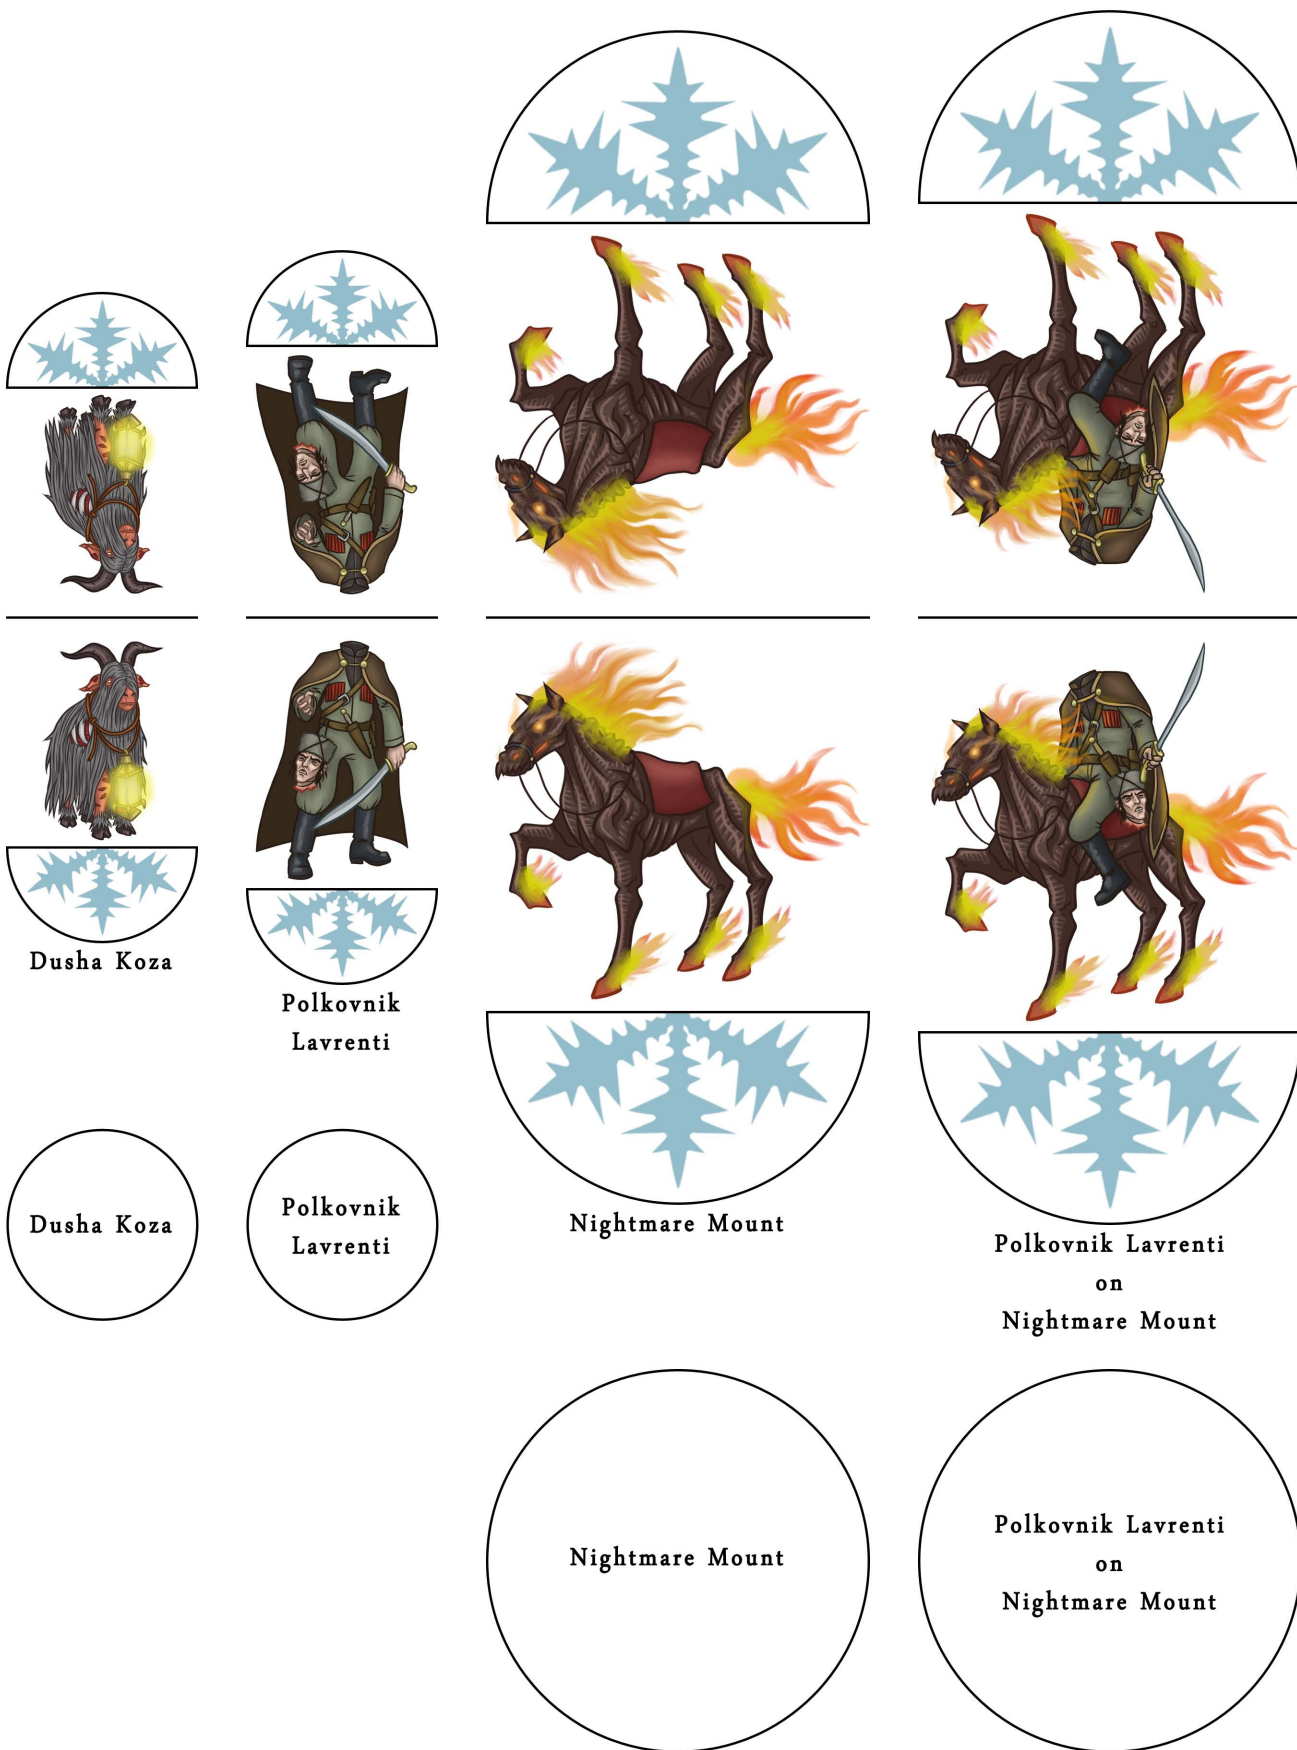 Dusha Koza
Polkovnik
Lavrenti
Nightmare Mount
Polkovnik Lavrenti
on
Nightmare Mount
Dusha Koza
Polkovnik
Lavrenti
Nightmare Mount
Polkovnik Lavrenti
on
Nightmare Mount